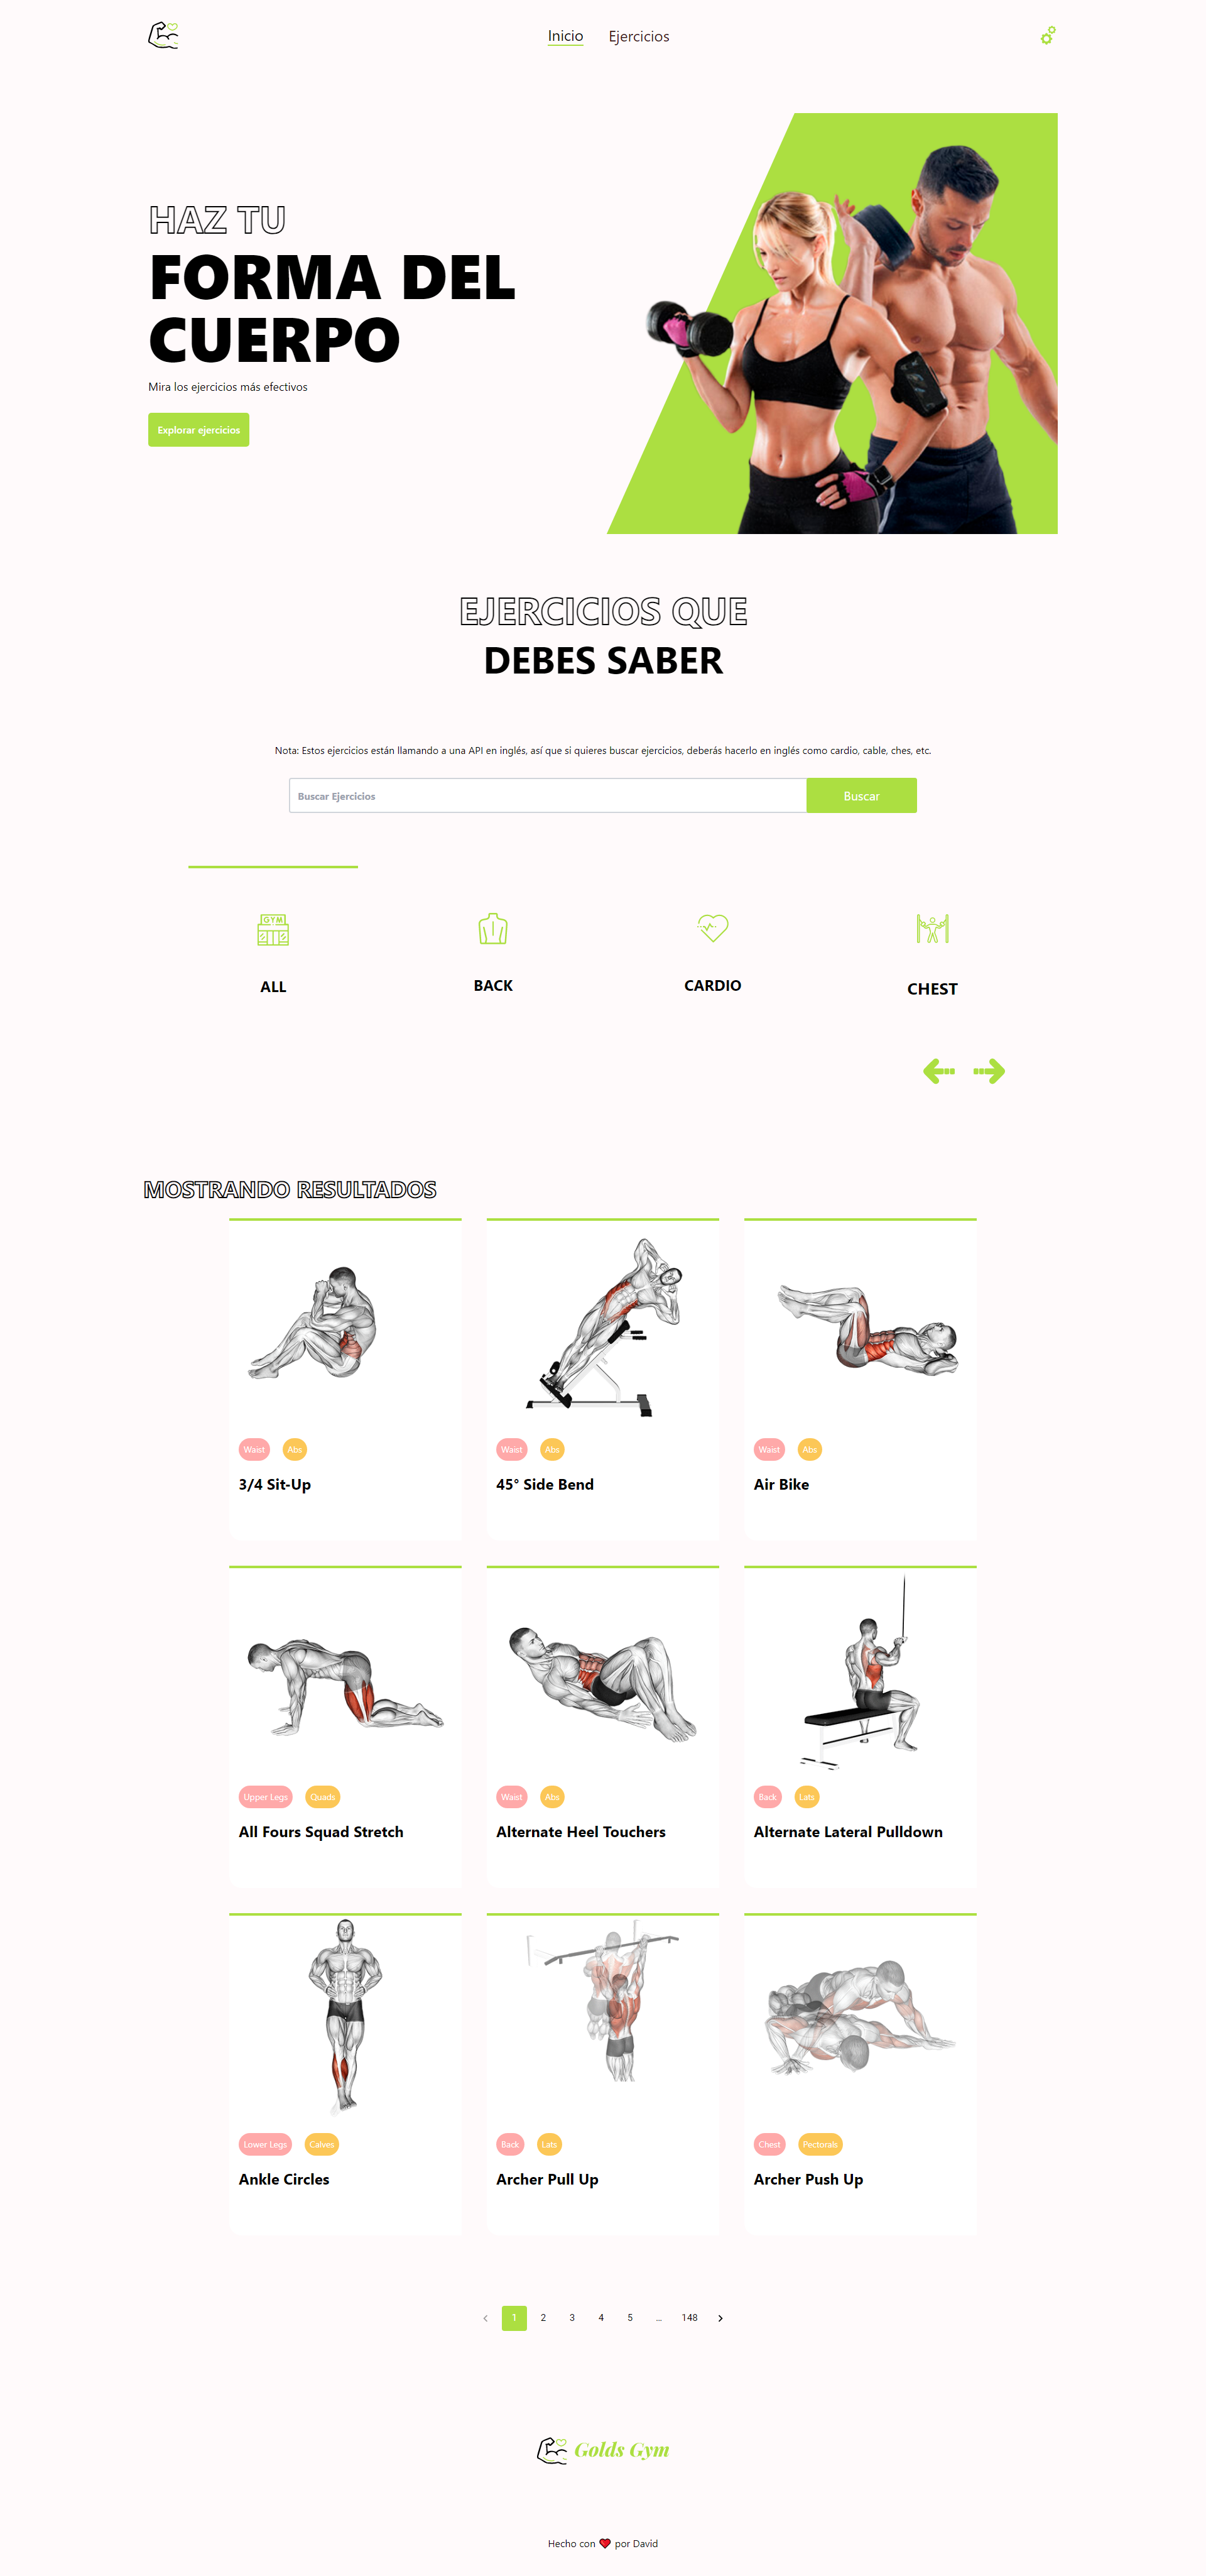 Inicio
Ejercicios
HAZ TU
FORMA DEL
CUERPO
Mira los ejercicios más efectivos
Explorar ejercicios
EJERCICIOS QUE
DEBES SABER
Nota: Estos ejercicios están llamando a una API en inglés, así que si quieres buscar ejercicios, deberás hacerlo en inglés como cardio, cable, ches, etc.
Buscar Ejercicios
Buscar
GYM
ALL
BACK
CARDIO
CHEST
MOSTRANDO RESULTADOS
Waist
Abs
3/4 Sit-Up
Waist
Abs
45° Side Bend
Waist
Abs
Air Bike
Upper Legs
Quads
All Fours Squad Stretch
Waist
Abs
Alternate Heel Touchers
Back
Lats
Alternate Lateral Pulldown
Lower Legs
Calves
Ankle Circles
Back
Lats
Archer Pull Up
Chest
Pectorals
Archer Push Up
1 2 3 4 5 ... 148
Golds Gym
Hecho con ❤ por David